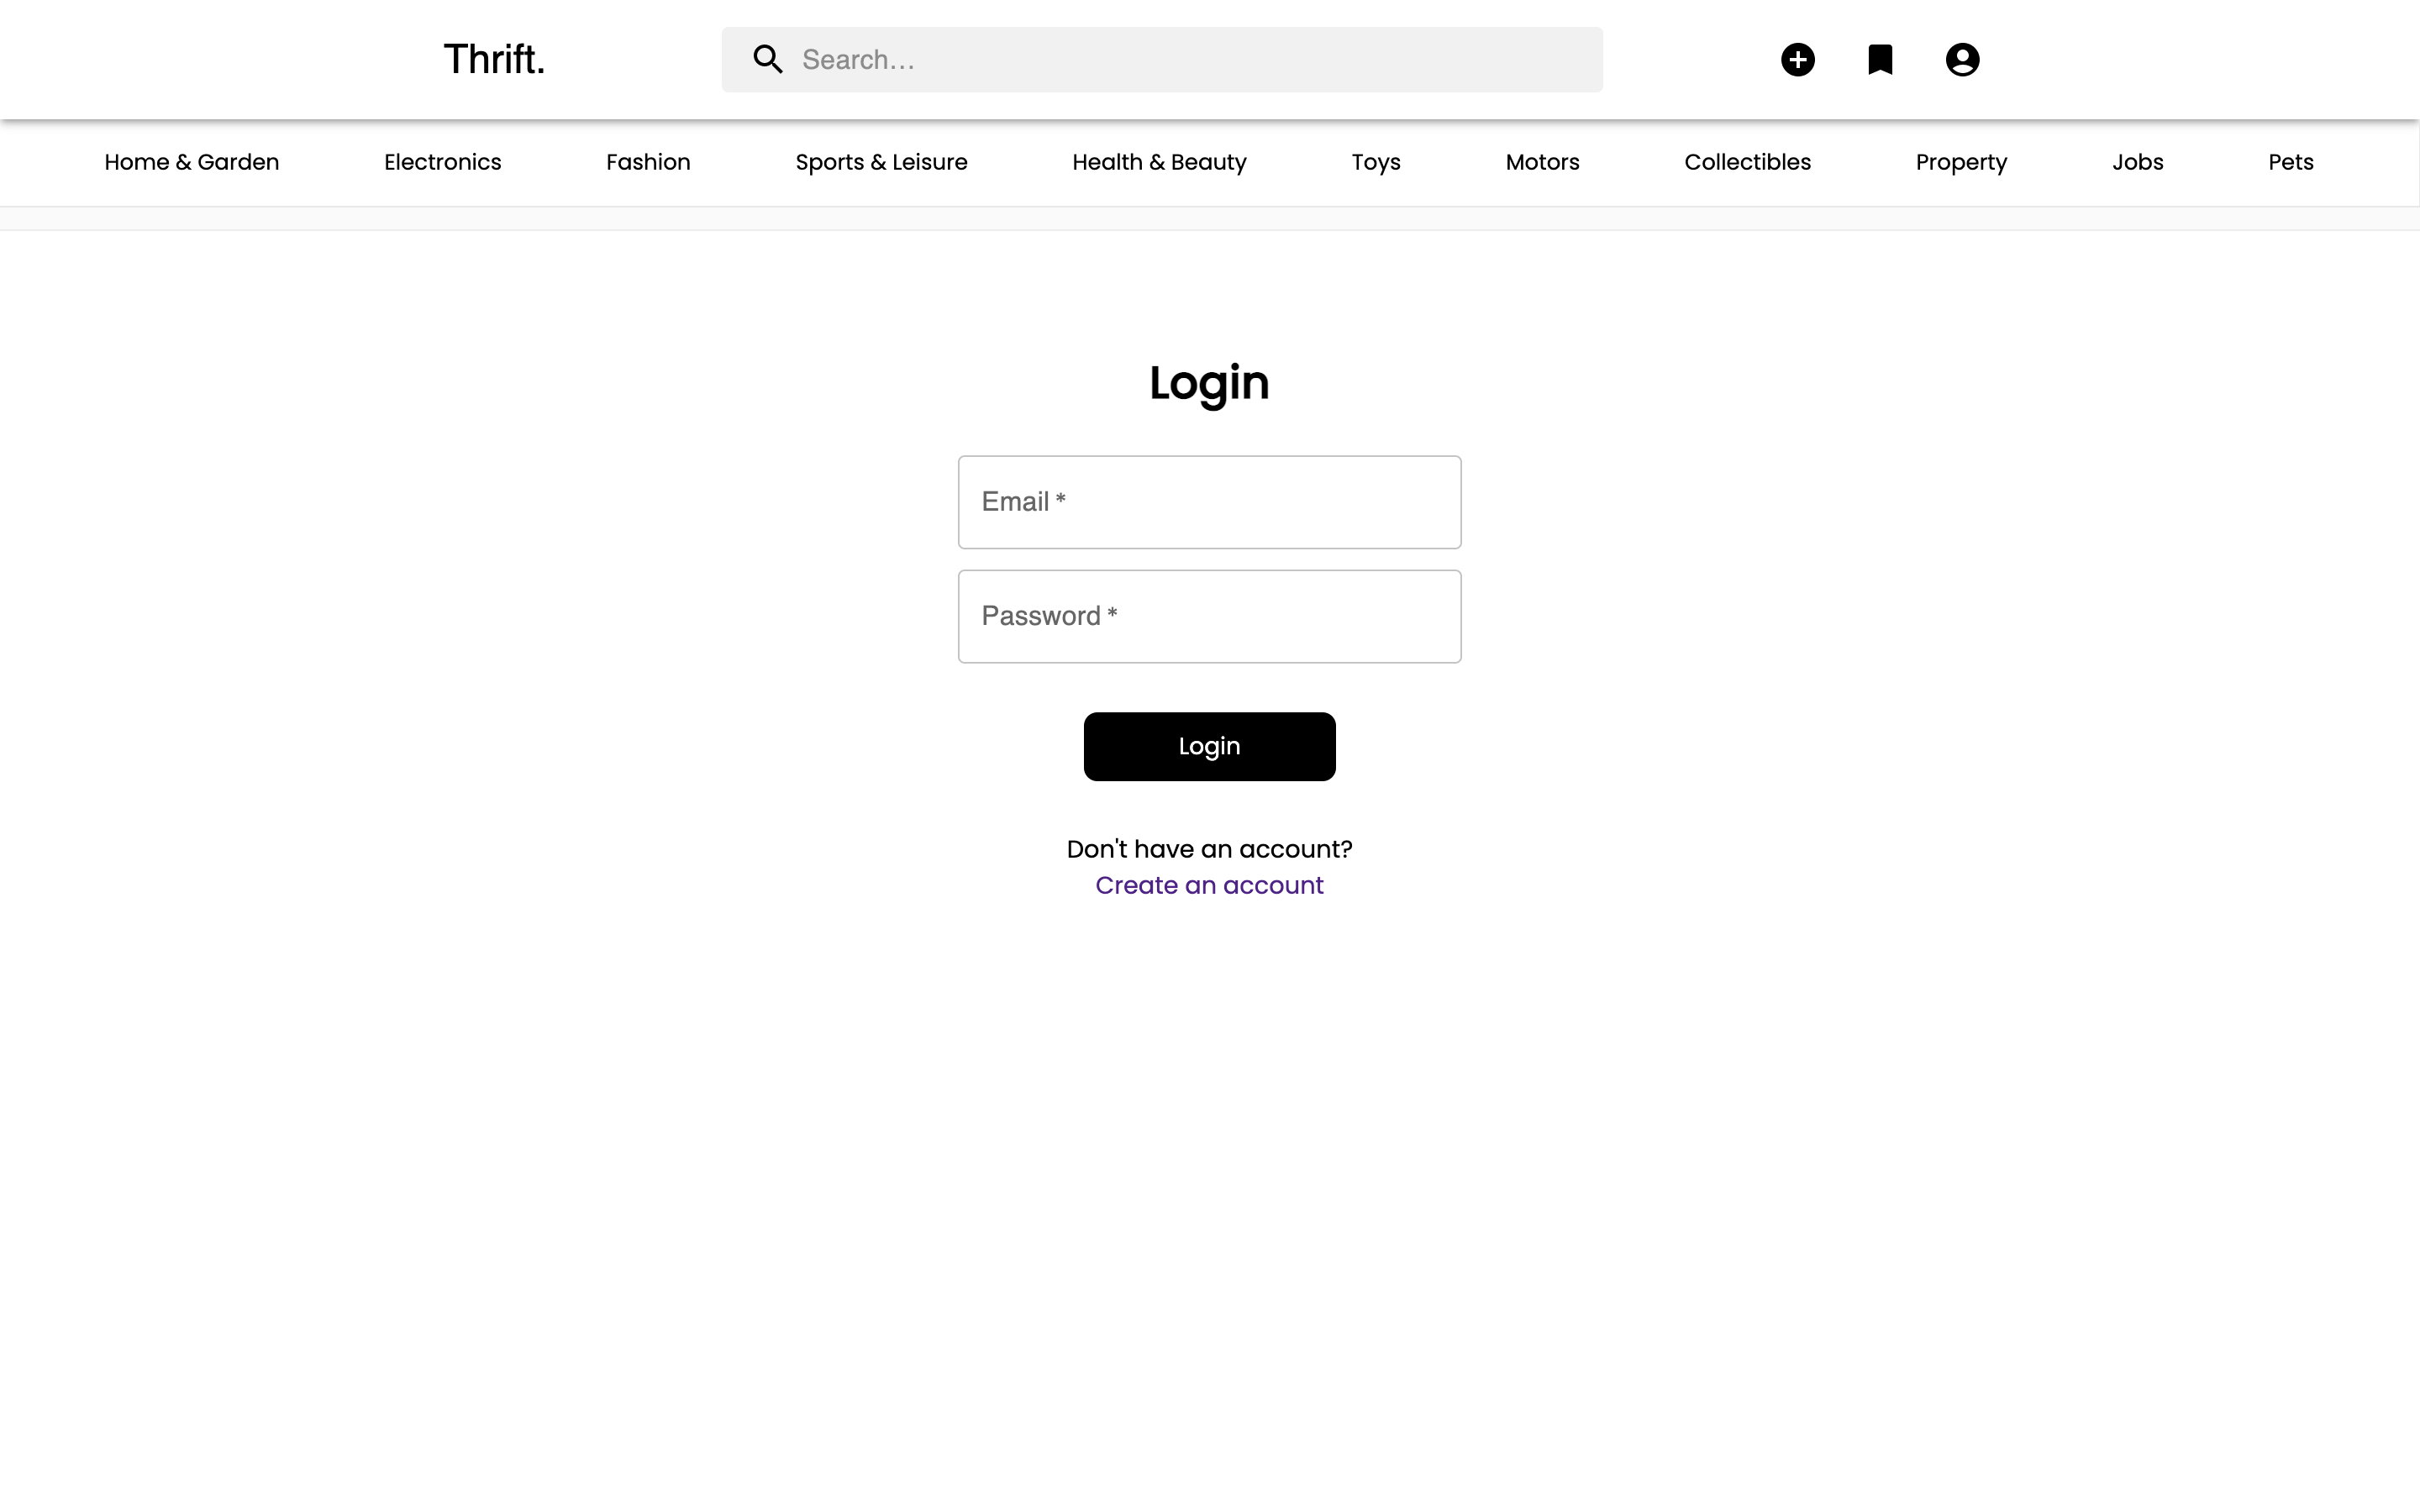 Thrift.
Search...
Home & Garden Electronics Fashion Sports & Leisure Health & Beauty Toys Motors Collectibles Property Jobs Pets
Login
Email *
Password *
Login
Don't have an account?
Create an account